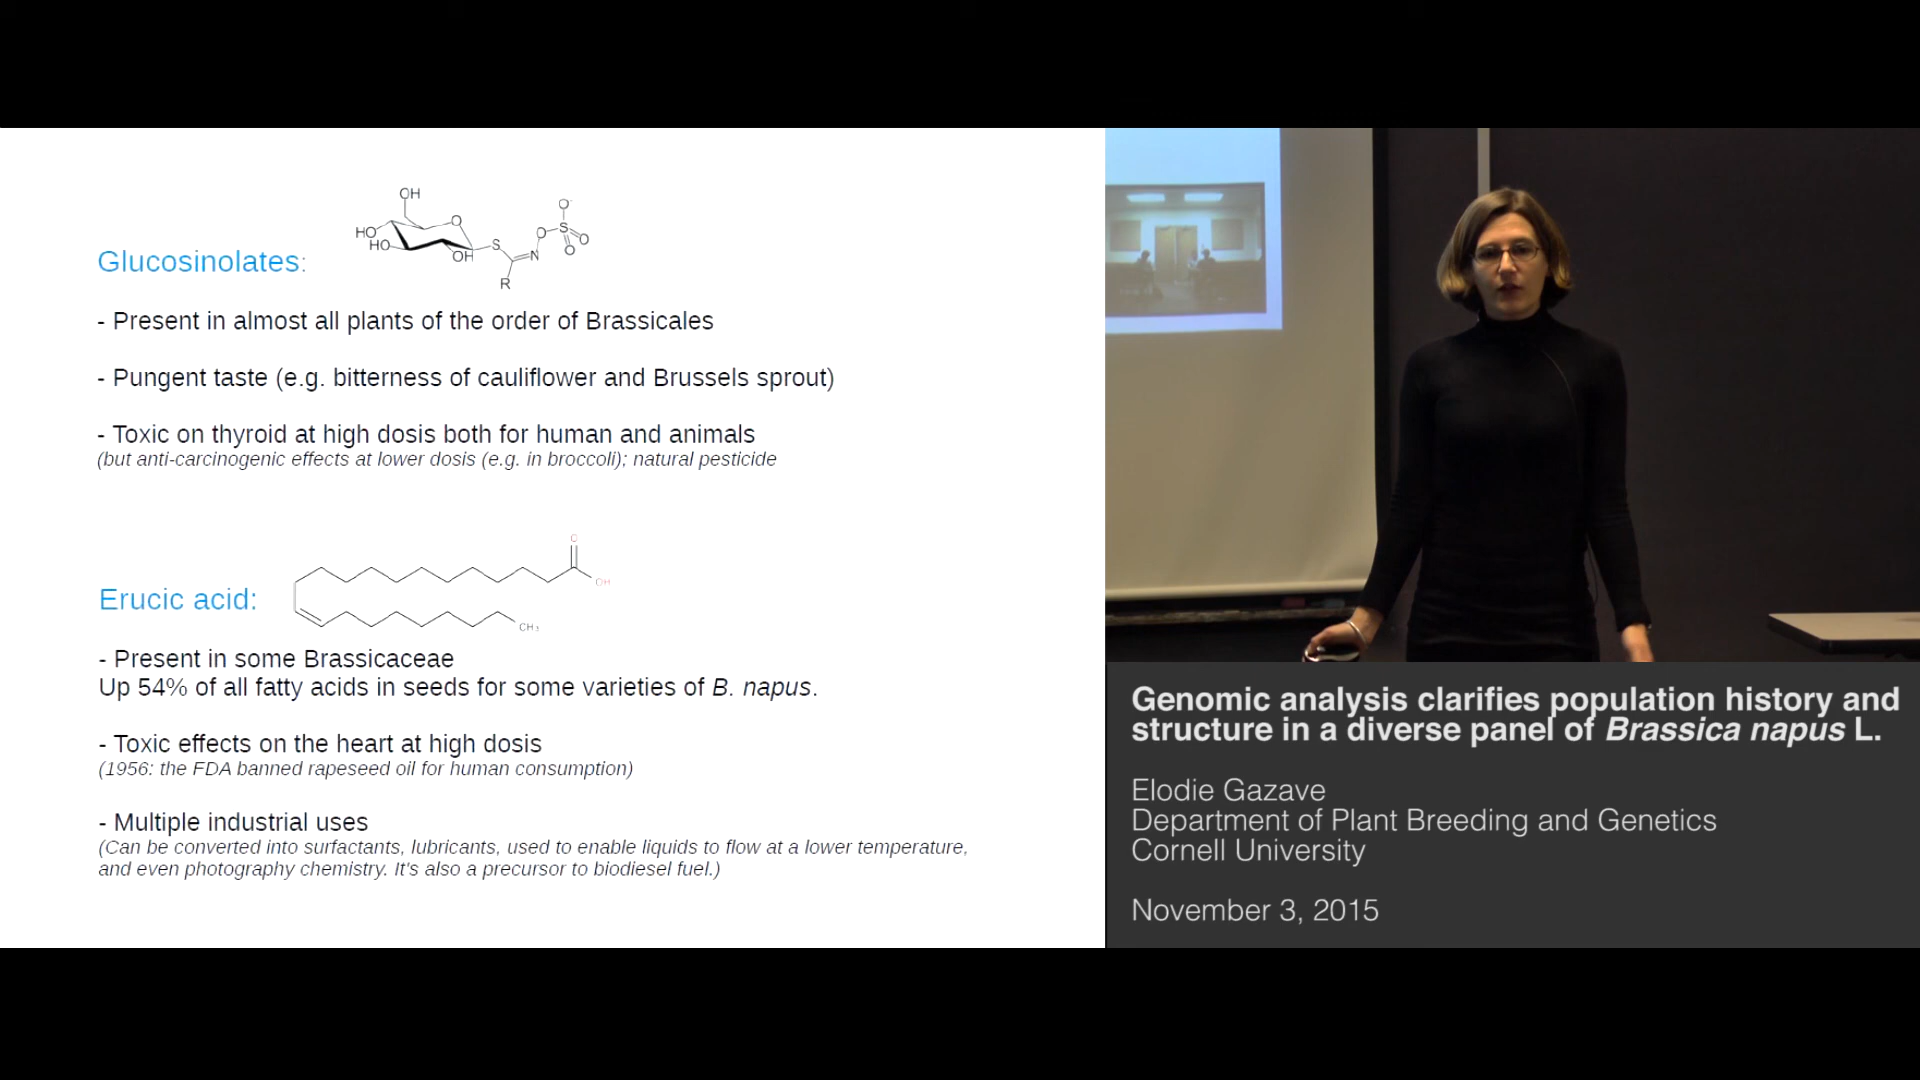 OH
O
HO
HO
OH
S
N
R
O
S
O
O
O-
Glucosinolates:
- Present in almost all plants of the order of Brassicales
- Pungent taste (e.g. bitterness of cauliflower and Brussels sprout)
- Toxic on thyroid at high dosis both for human and animals
(but anti-carcinogenic effects at lower dosis (e.g. in broccoli); natural pesticide
O
OH
CH3
Erucic acid:
- Present in some Brassicaceae
Up 54% of all fatty acids in seeds for some varieties of B. napus.
- Toxic effects on the heart at high dosis
(1956: the FDA banned rapeseed oil for human consumption)
- Multiple industrial uses
(Can be converted into surfactants, lubricants, used to enable liquids to flow at a lower temperature,
and even photography chemistry. It's also a precursor to biodiesel fuel.)
Genomic analysis clarifies population history and
structure in a diverse panel of Brassica napus L.
Elodie Gazave
Department of Plant Breeding and Genetics
Cornell University
November 3, 2015